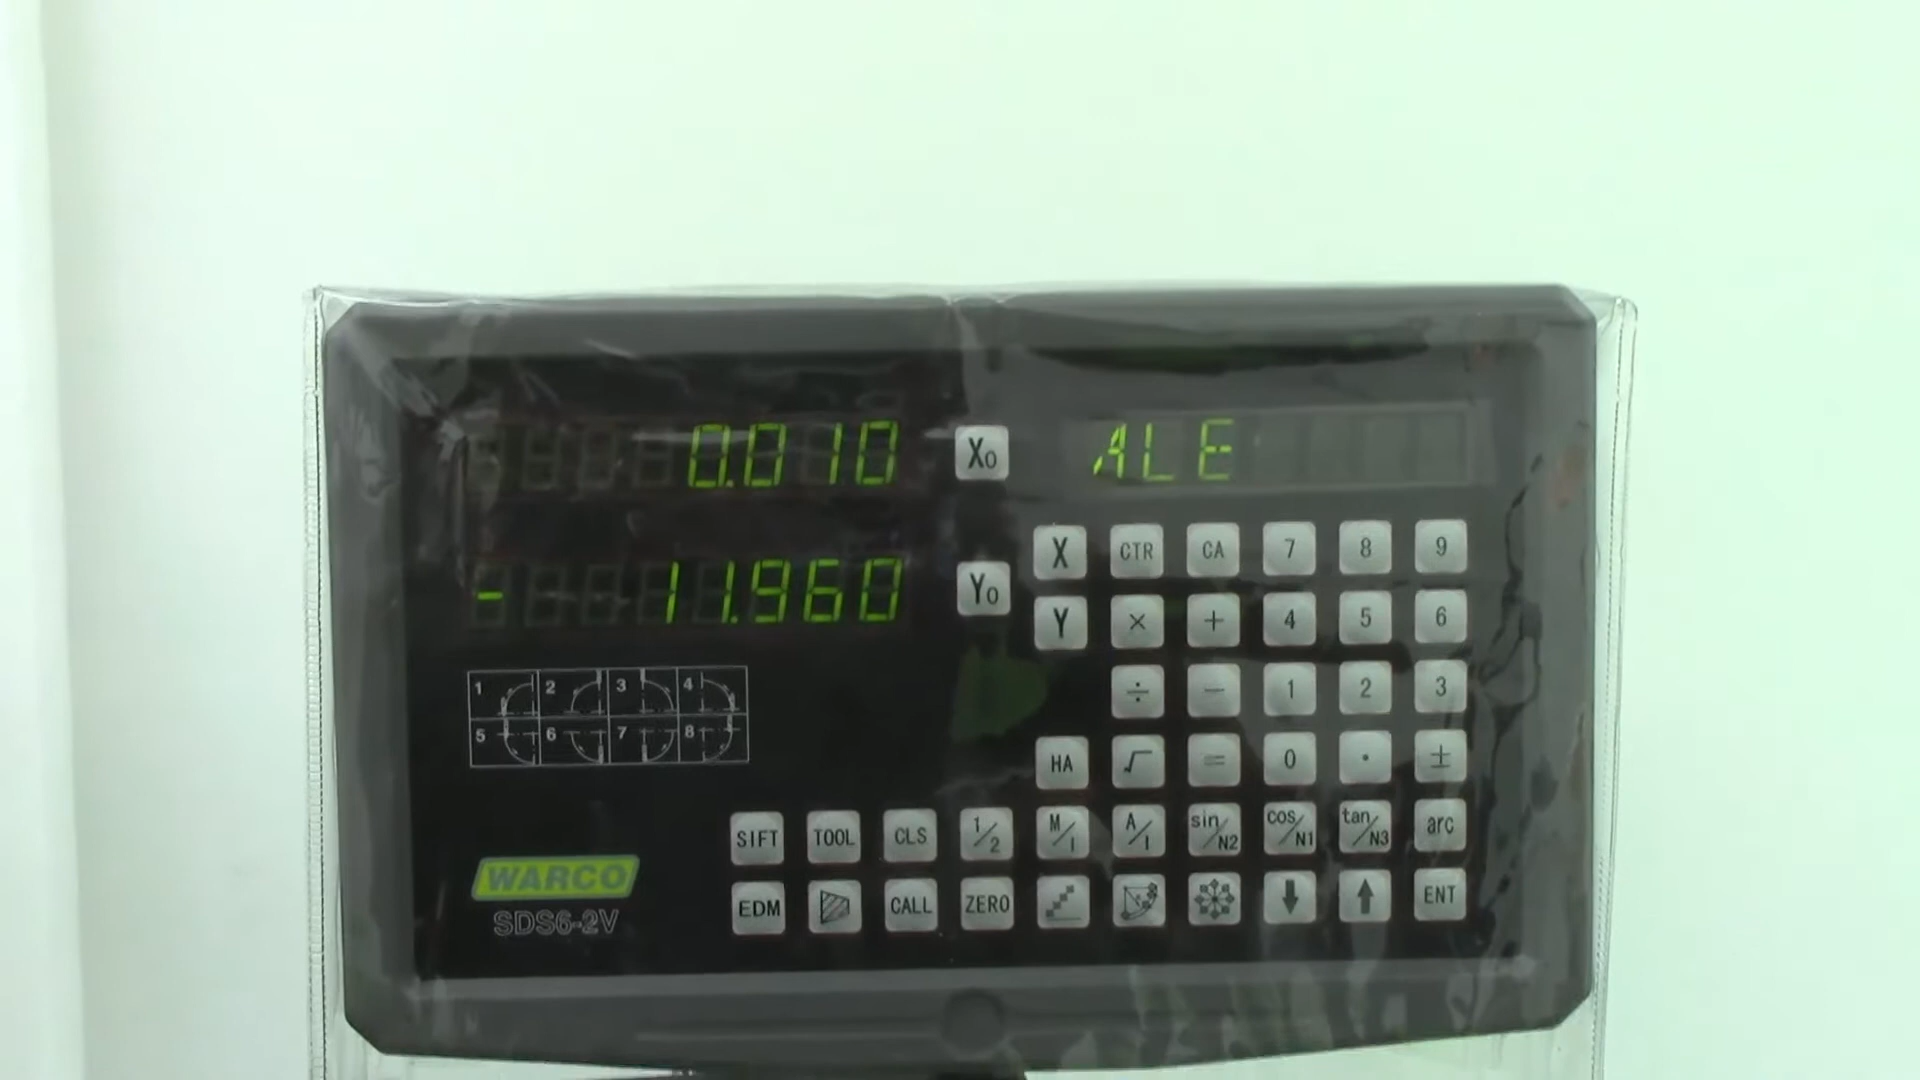 0.010 X0 ALE
- 11.960 Y0
X CTR CA 7 8 9
Y × + 4 5 6
÷ − 1 2 3
HA √ = 0 . ±
1 2 3 4
5 6 7 8
SIFT TOOL CLS 1/2 M/I A/I sin/N2 cos/N1 tan/N3 arc
EDM CALL ZERO ENT
WARCO
SDS6-2V